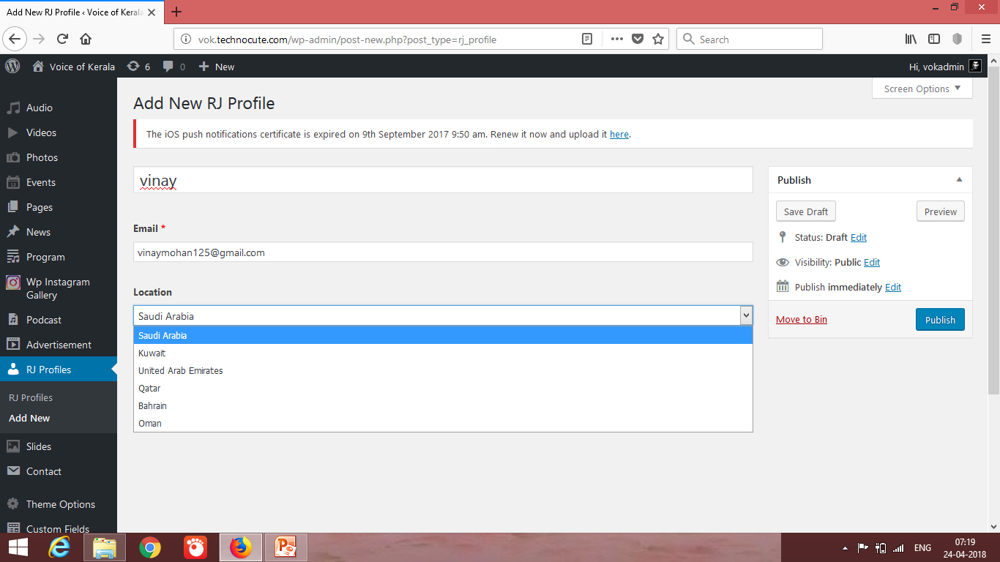 Add New RJ Profile ‹ Voice of Kerala
vok.technocute.com/wp-admin/post-new.php?post_type=rj_profile
Search
Voice of Kerala
6
0
New
Hi, vokadmin
Audio
Videos
Photos
Events
Pages
News
Program
Wp Instagram
Gallery
Podcast
Advertisement
RJ Profiles
RJ Profiles
Add New
Slides
Contact
Theme Options
Custom Fields
Screen Options
Add New RJ Profile
The iOS push notifications certificate is expired on 9th September 2017 9:50 am. Renew it now and upload it here.
vinay
Email *
vinaymohan125@gmail.com
Location
Saudi Arabia
Saudi Arabia
Kuwait
United Arab Emirates
Qatar
Bahrain
Oman
Publish
Save Draft
Preview
Status: Draft Edit
Visibility: Public Edit
Publish immediately Edit
Move to Bin
Publish
ENG
07:19
24-04-2018